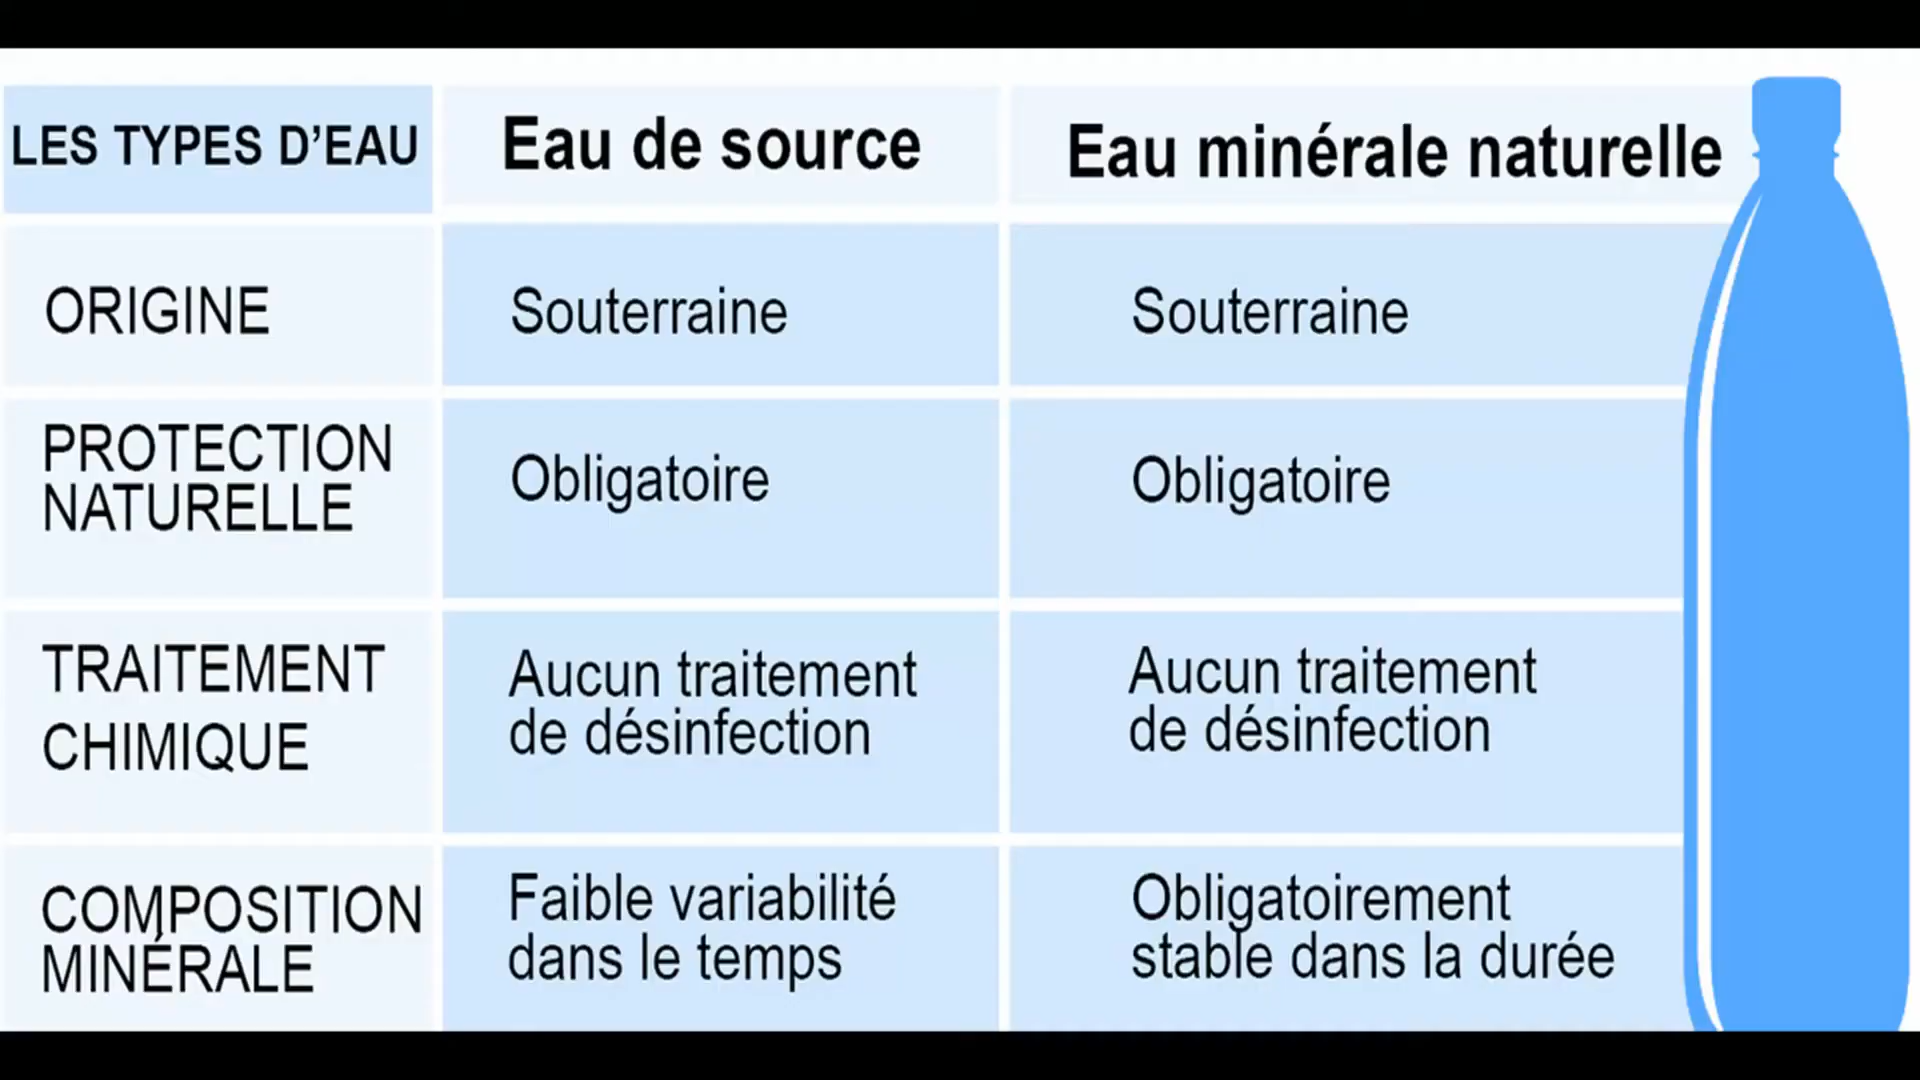 LES TYPES D’EAU
Eau de source
Eau minérale naturelle
ORIGINE
Souterraine
Souterraine
PROTECTION
NATURELLE
Obligatoire
Obligatoire
TRAITEMENT
CHIMIQUE
Aucun traitement
de désinfection
Aucun traitement
de désinfection
COMPOSITION
MINÉRALE
Faible variabilité
dans le temps
Obligatoirement
stable dans la durée